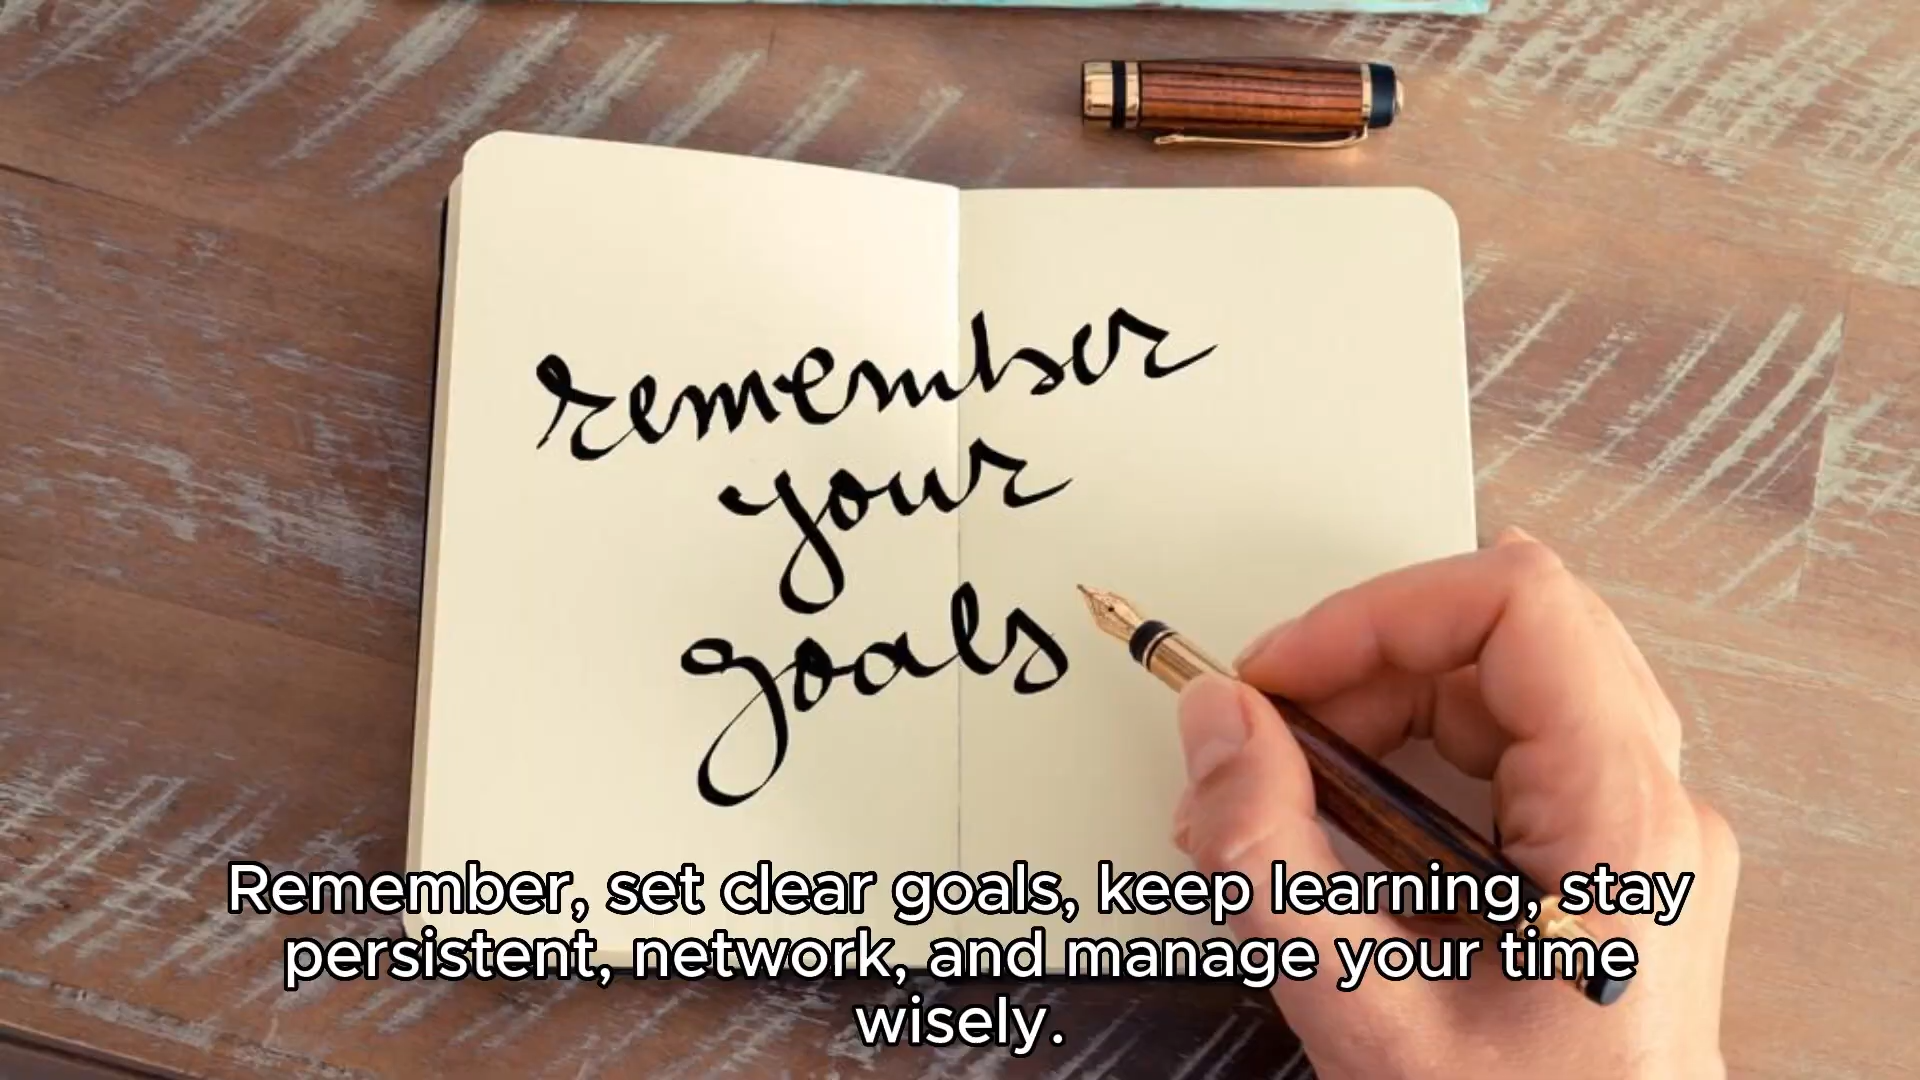 remember
your
goals
Remember, set clear goals, keep learning, stay
persistent, network, and manage your time
wisely.